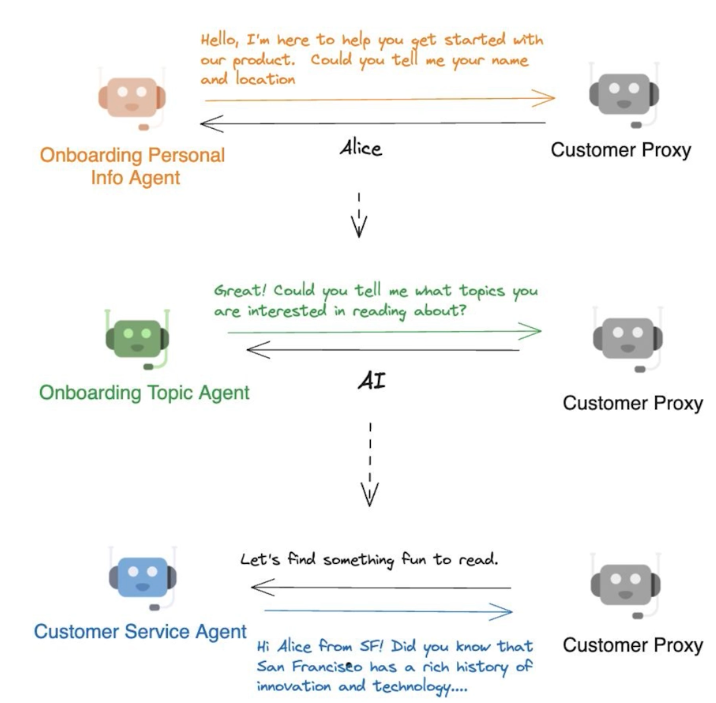 Hello, I'm here to help you get started with
our product. Could you tell me your name
and location
Onboarding Personal
Info Agent
Alice
Customer Proxy
Great! Could you tell me what topics you
are interested in reading about?
Onboarding Topic Agent
AI
Customer Proxy
Let's find something fun to read.
Customer Service Agent
Customer Proxy
Hi Alice from SF! Did you know that
San Francisco has a rich history of
innovation and technology....